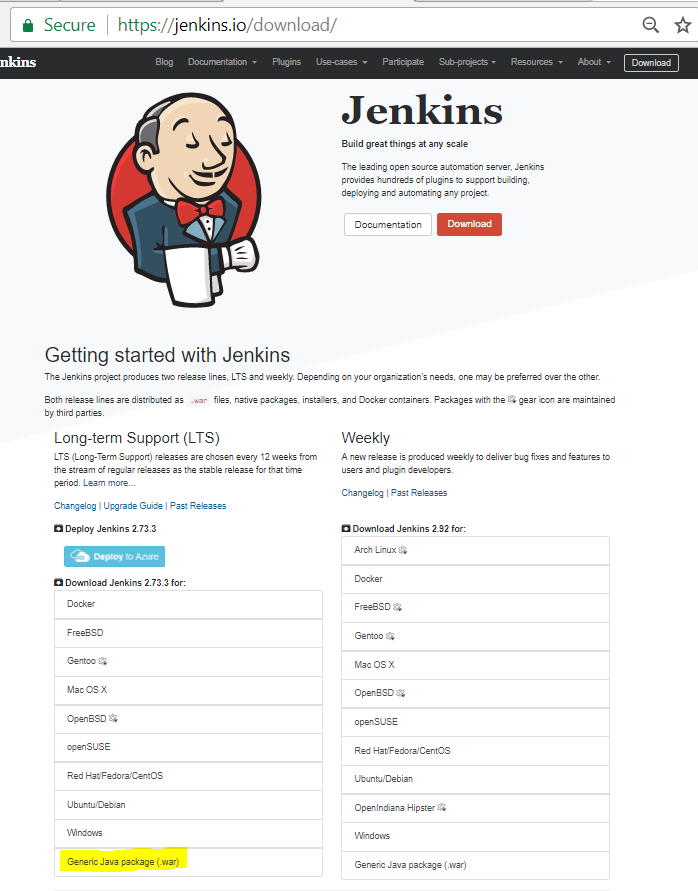 Secure https://jenkins.io/download/
nkins Blog Documentation Plugins Use-cases Participate Sub-projects Resources About Download
Jenkins
Build great things at any scale
The leading open source automation server, Jenkins
provides hundreds of plugins to support building,
deploying and automating any project.
Documentation Download
Getting started with Jenkins
The Jenkins project produces two release lines, LTS and weekly. Depending on your organization's needs, one may be preferred over the other.
Both release lines are distributed as .war files, native packages, installers, and Docker containers. Packages with the gear icon are maintained
by third parties.
Long-term Support (LTS)
LTS (Long-Term Support) releases are chosen every 12 weeks from
the stream of regular releases as the stable release for that time
period. Learn more...
Changelog | Upgrade Guide | Past Releases
Deploy Jenkins 2.73.3
Deploy to Azure
Download Jenkins 2.73.3 for:
Docker
FreeBSD
Gentoo
Mac OS X
OpenBSD
openSUSE
Red Hat/Fedora/CentOS
Ubuntu/Debian
Windows
Generic Java package (.war)
Weekly
A new release is produced weekly to deliver bug fixes and features to
users and plugin developers.
Changelog | Past Releases
Download Jenkins 2.92 for:
Arch Linux
Docker
FreeBSD
Gentoo
Mac OS X
OpenBSD
openSUSE
Red Hat/Fedora/CentOS
Ubuntu/Debian
OpenIndiana Hipster
Windows
Generic Java package (.war)